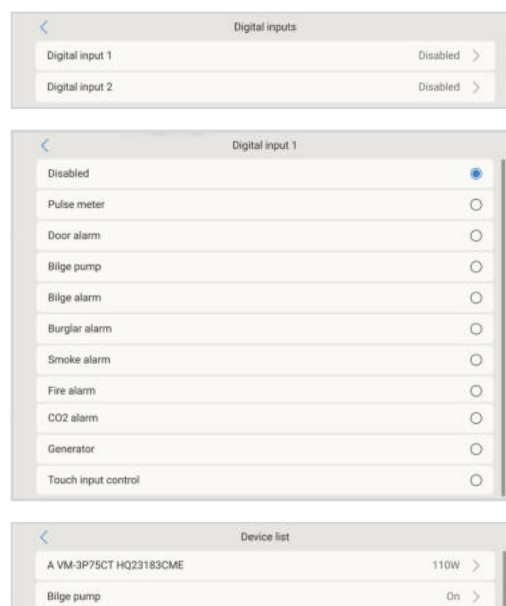 Digital inputs
Digital input 1 Disabled
Digital input 2 Disabled
Digital input 1
Disabled
Pulse meter
Door alarm
Bilge pump
Bilge alarm
Burglar alarm
Smoke alarm
Fire alarm
CO2 alarm
Generator
Touch input control
Device list
A VM-3P75CT HQ23183CME 110W
Bilge pump On